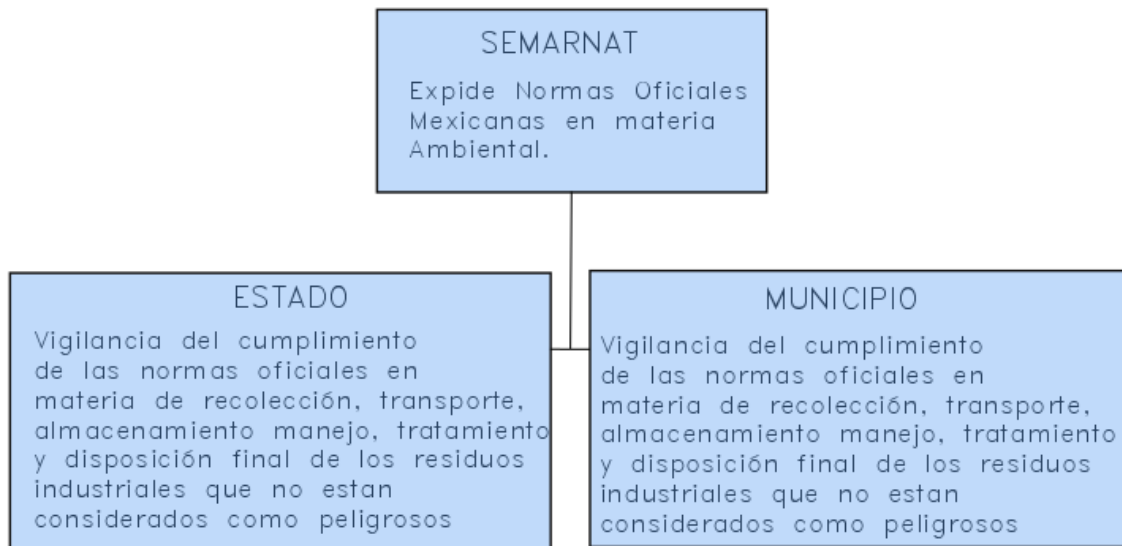 SEMARNAT
Expide Normas Oficiales
Mexicanas en materia
Ambiental.
ESTADO
Vigilancia del cumplimiento
de las normas oficiales en
materia de recolección, transporte,
almacenamiento manejo, tratamiento
y disposición final de los residuos
industriales que no estan
considerados como peligrosos
MUNICIPIO
Vigilancia del cumplimiento
de las normas oficiales en
materia de recolección, transporte,
almacenamiento manejo, tratamiento
y disposición final de los residuos
industriales que no estan
considerados como peligrosos